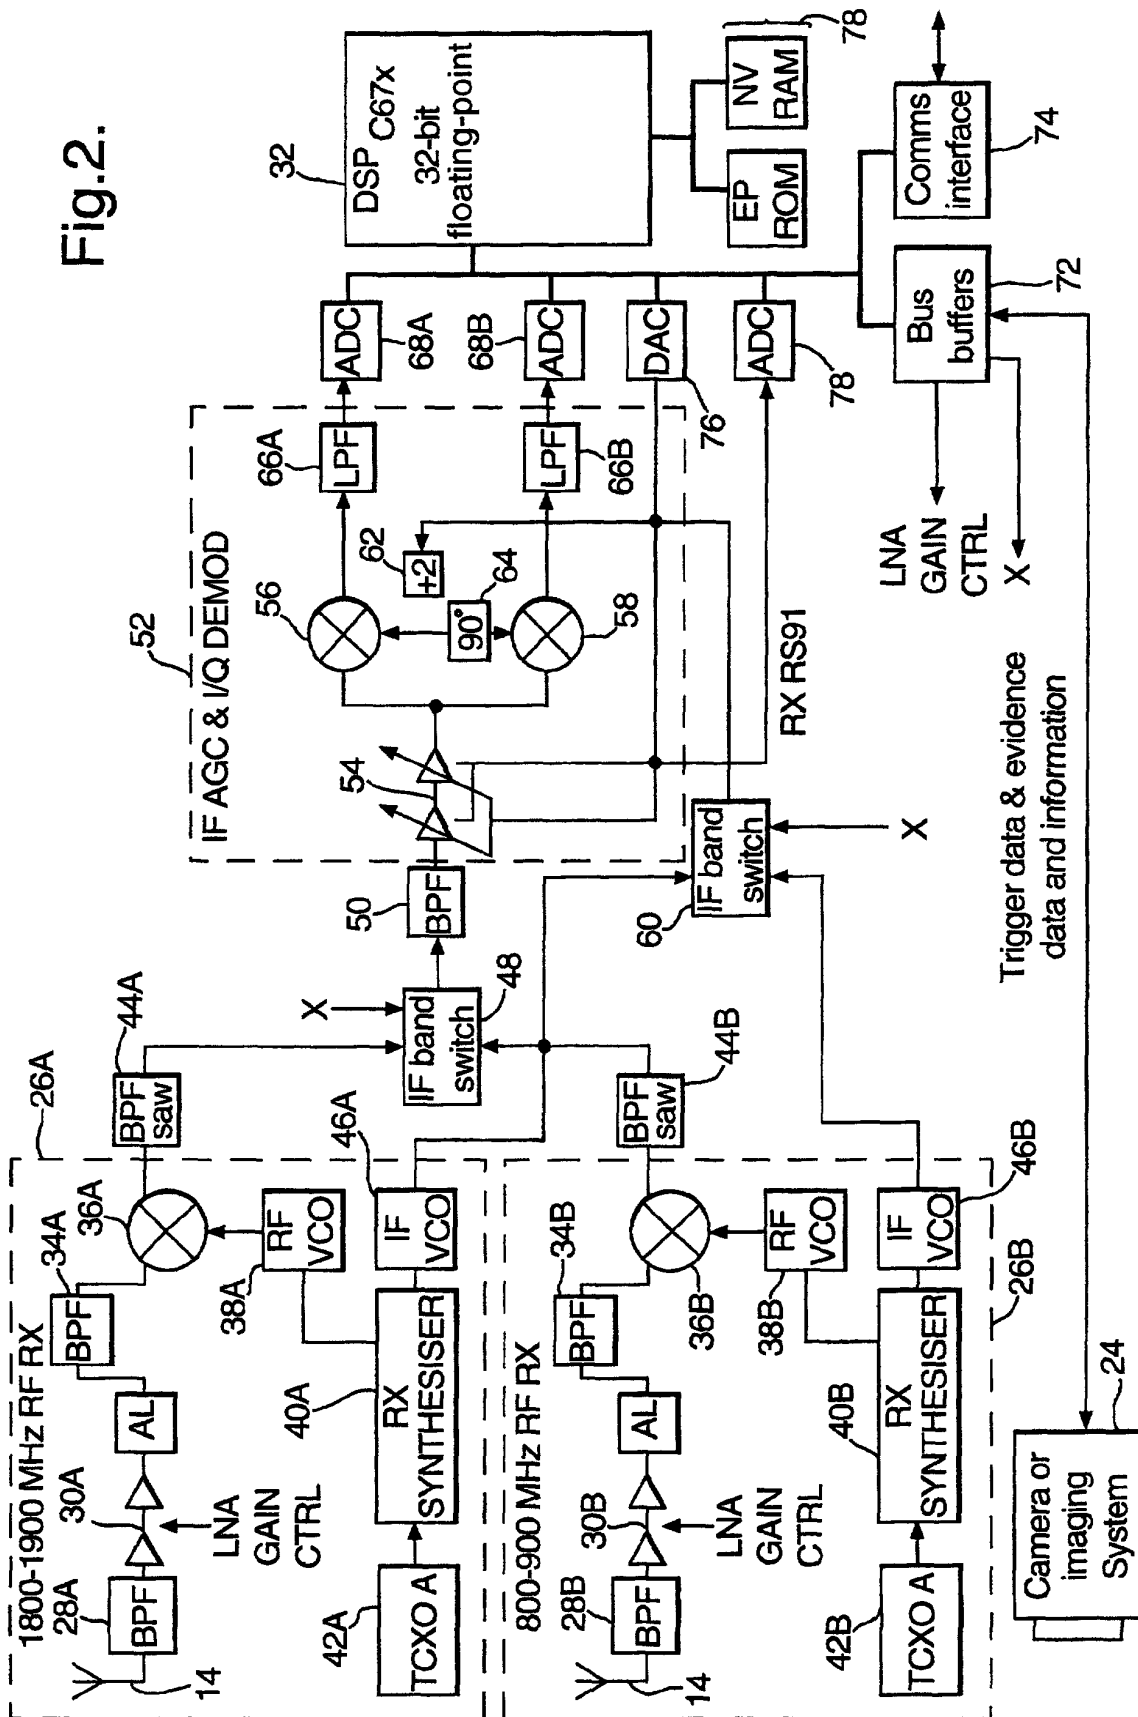 Fig.2.
26A
1800-1900 MHz RF RX
14
28A
BPF
30A
LNA
GAIN
CTRL
AL
34A
BPF
36A
44A
BPF
saw
38A
RF
VCO
46A
IF
VCO
40A
RX
SYNTHESISER
42A
TCXO A
800-900 MHz RF RX
14
28B
BPF
30B
LNA
GAIN
CTRL
AL
34B
BPF
36B
44B
BPF
saw
38B
RF
VCO
46B
IF
VCO
40B
RX
SYNTHESISER
42B
TCXO A
26B
X
IF band
switch
48
50
BPF
52
IF AGC & I/Q DEMOD
54
56
58
62
+2
64
90°
66A
LPF
66B
LPF
68A
ADC
68B
ADC
DAC
76
ADC
78
RX RS91
60
IF band
switch
X
32
DSP
C67x
32-bit
floating-point
EP
ROM
NV
RAM
78
Bus
buffers
72
Comms
interface
74
LNA
GAIN
CTRL
X
Trigger data & evidence
data and information
24
Camera or
imaging
System